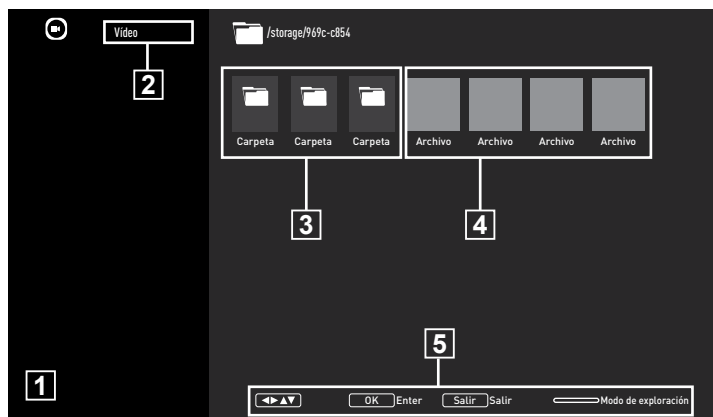 Vídeo
/storage/969c-c854
2
Carpeta Carpeta Carpeta Archivo Archivo Archivo Archivo
3 4
5
1
OK Enter Salir Salir Modo de exploración